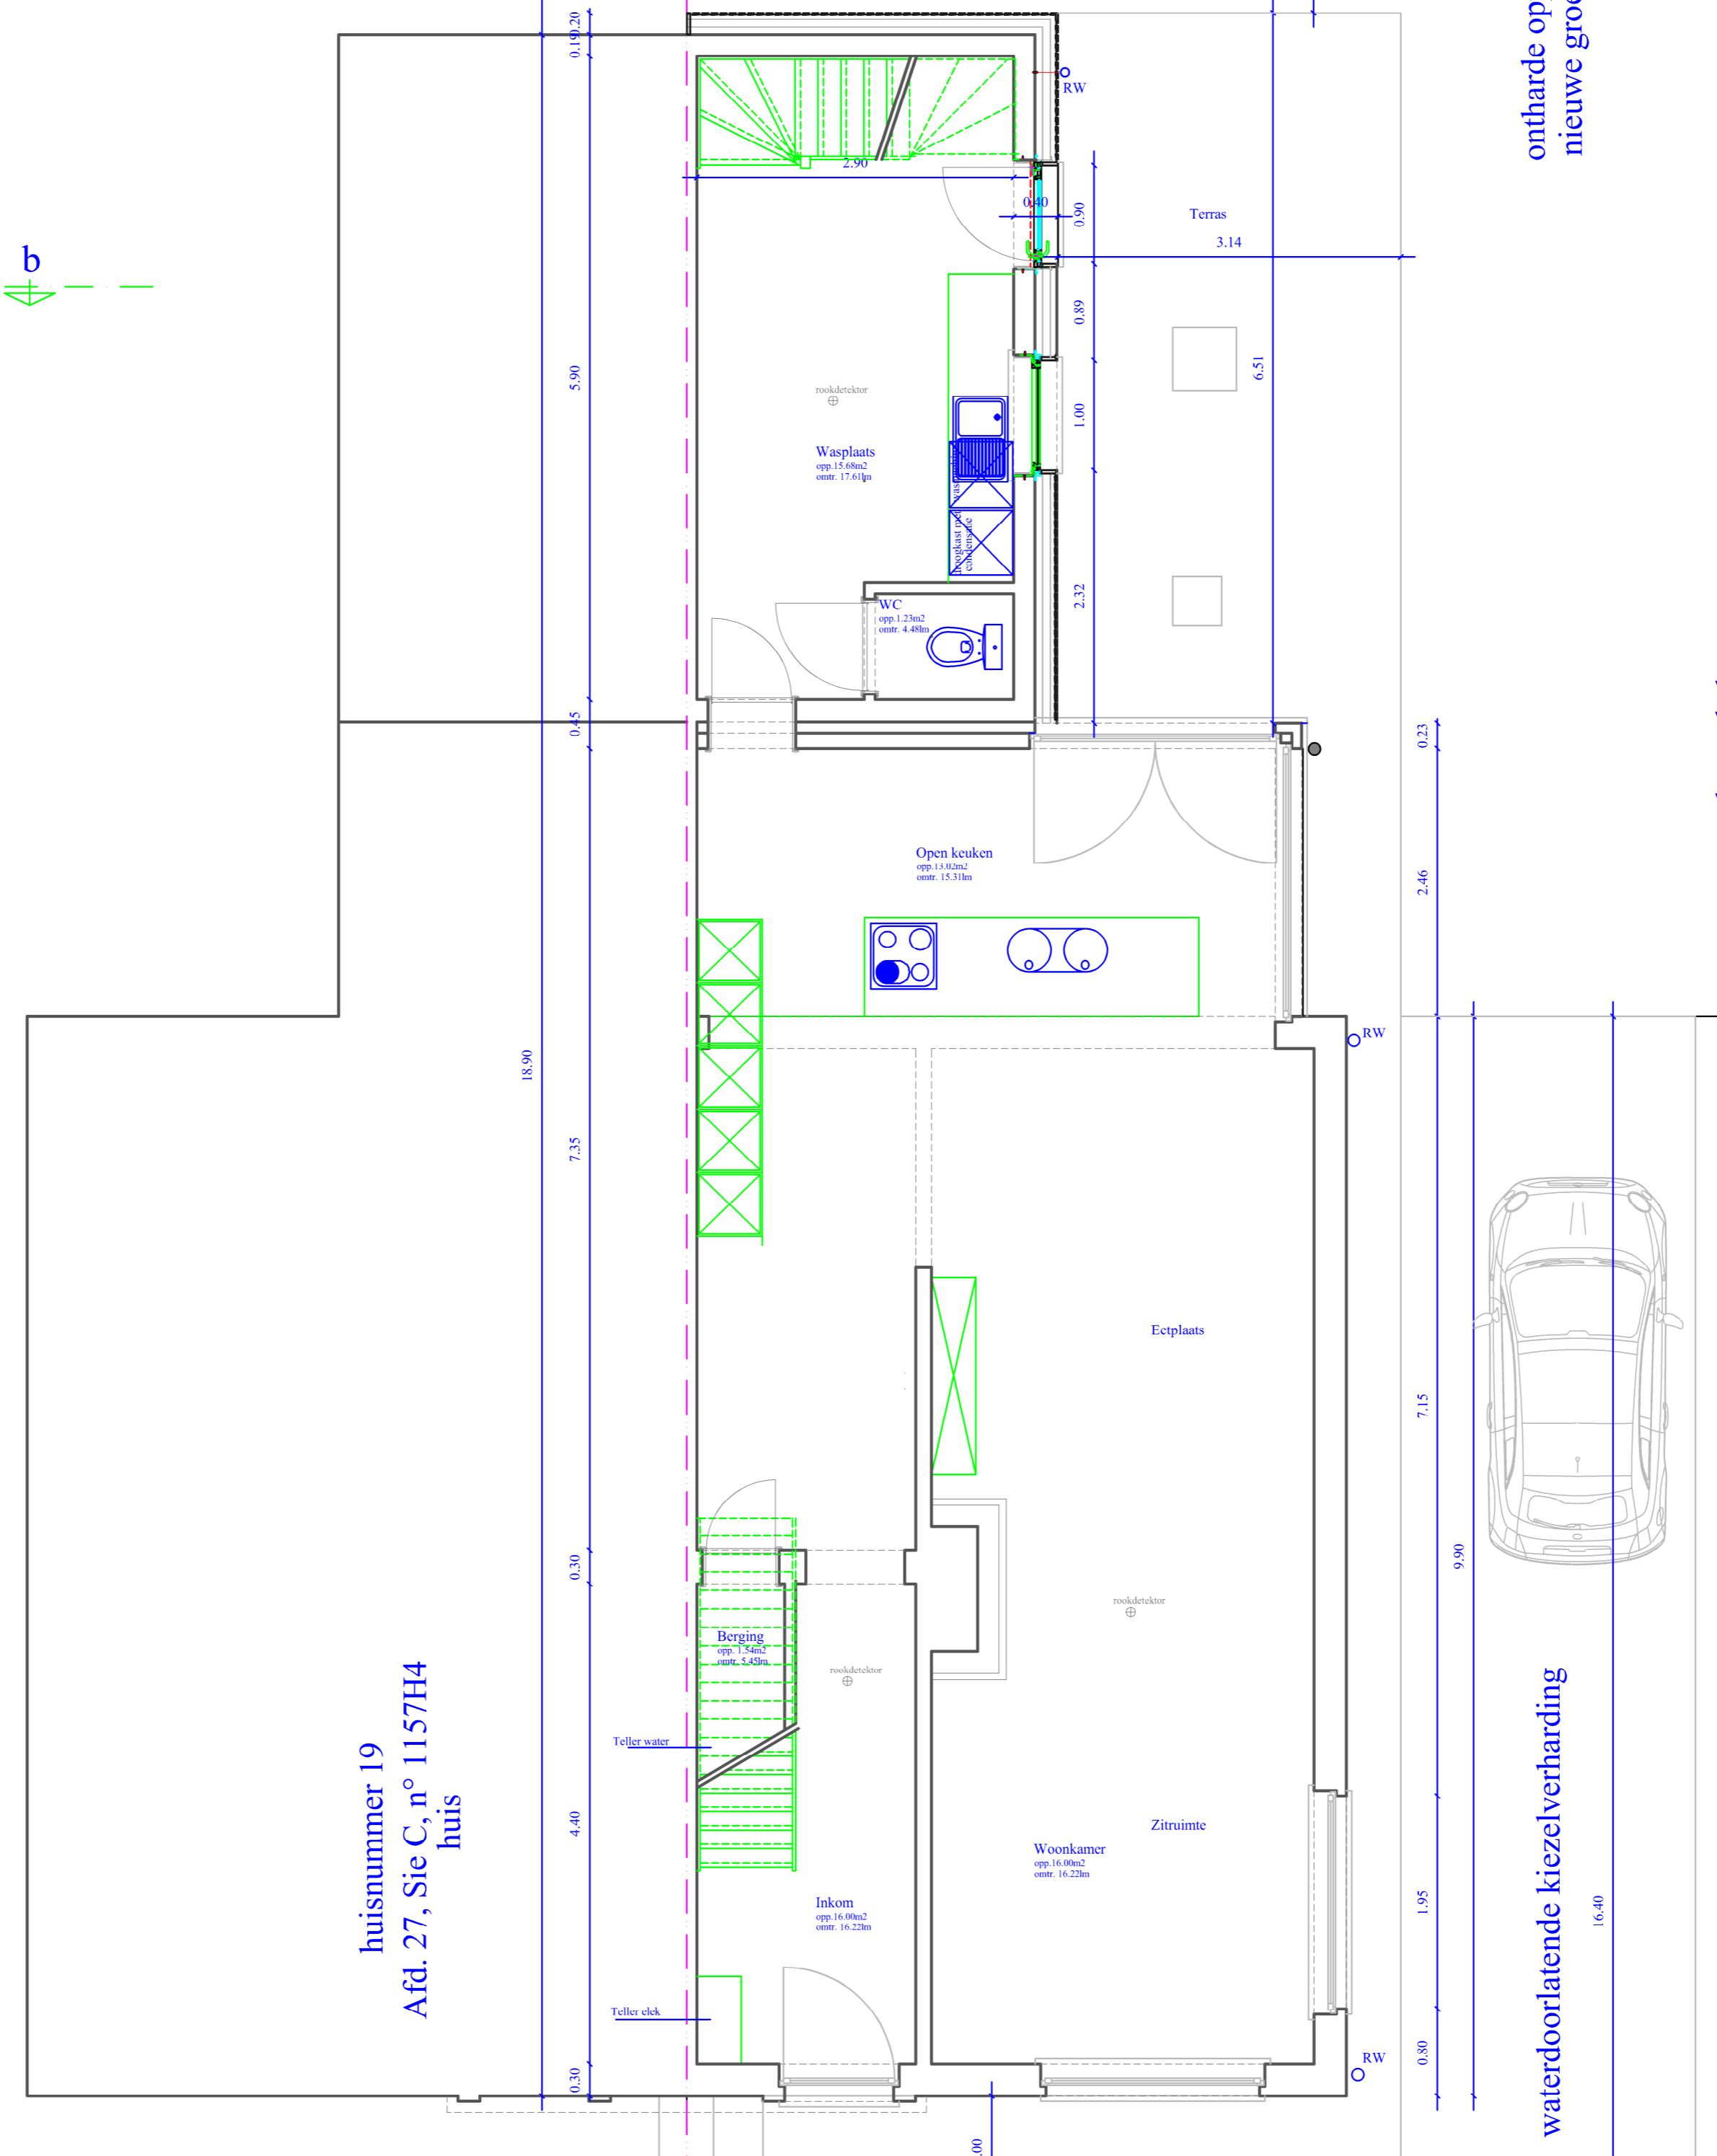 0.20
0.19
ontharde op
nieuwe groe
RW
2.90
0.40
0.90
Terras
3.14
b
0.89
5.90
6.51
rookdetektor
1.00
Wasplaats
opp.15.68m2
omtr. 17.61lm
droogkast met
condensatie
2.32
WC
opp.1.23m2
omtr. 4.48lm
0.45
0.23
Open keuken
opp.13.02m2
omtr. 15.31lm
2.46
RW
18.90
7.35
Eetplaats
7.15
9.90
0.30
rookdetektor
Berging
opp. 1.54m2
omtr. 5.45lm
rookdetektor
Teller water
huisnummer 19
Afd. 27, Sie C, n° 1157H4
huis
4.40
Zitruimte
Woonkamer
opp.16.00m2
omtr. 16.22lm
Inkom
opp.16.00m2
omtr. 16.22lm
1.95
16.40
waterdoorlatende kiezelverharding
Teller elek
0.80
RW
0.30
.00